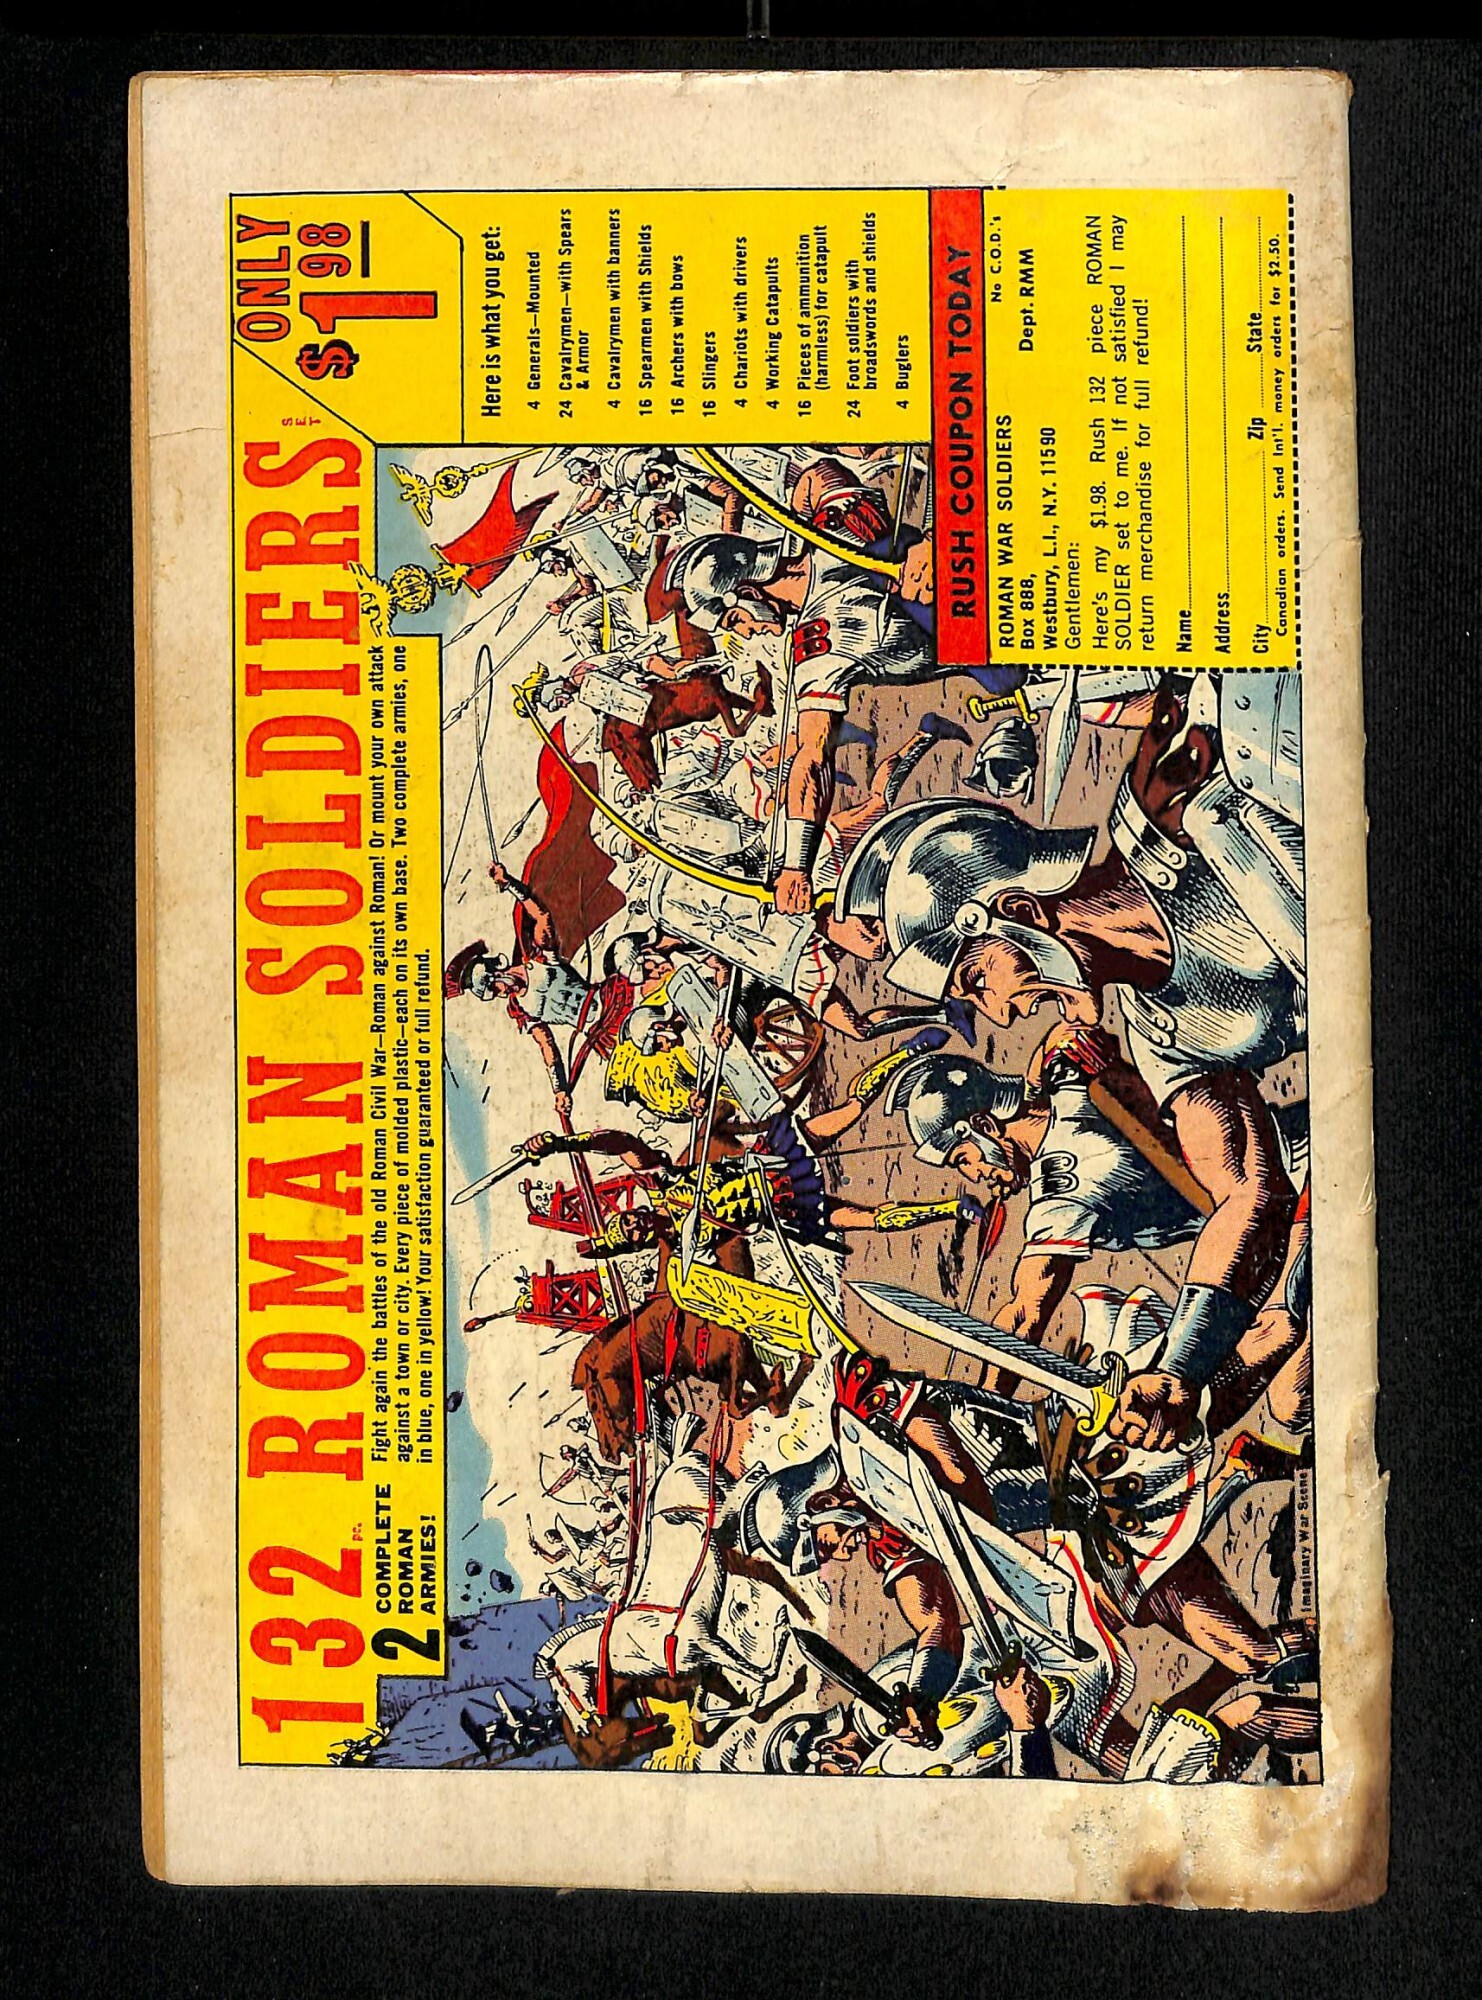 132 pc. ROMAN SOLDIERS SET
ONLY
$1 98
2 COMPLETE
ROMAN
ARMIES!
Fight again the battles of the old Roman Civil War—Roman against Roman! Or mount your own attack
against a town or city. Every piece of molded plastic—each on its own base. Two complete armies, one
in blue, one in yellow! Your satisfaction guaranteed or full refund.
Here is what you get:
4 Generals—Mounted
24 Cavalrymen—with Spears
& Armor
4 Cavalrymen with banners
16 Spearmen with Shields
16 Archers with bows
16 Slingers
4 Chariots with drivers
4 Working Catapults
16 Pieces of ammunition
(harmless) for catapult
24 Foot soldiers with
broadswords and shields
4 Buglers
RUSH COUPON TODAY
No C.O.D.'s
ROMAN WAR SOLDIERS
Box 888, Dept. RMM
Westbury, L.I., N.Y. 11590
Gentlemen:
Here's my $1.98. Rush 132 piece ROMAN
SOLDIER set to me. If not satisfied I may
return merchandise for full refund!
Name
Address
City Zip State
Canadian orders. Send Int'l. money orders for $2.50.
Imaginary War Scene